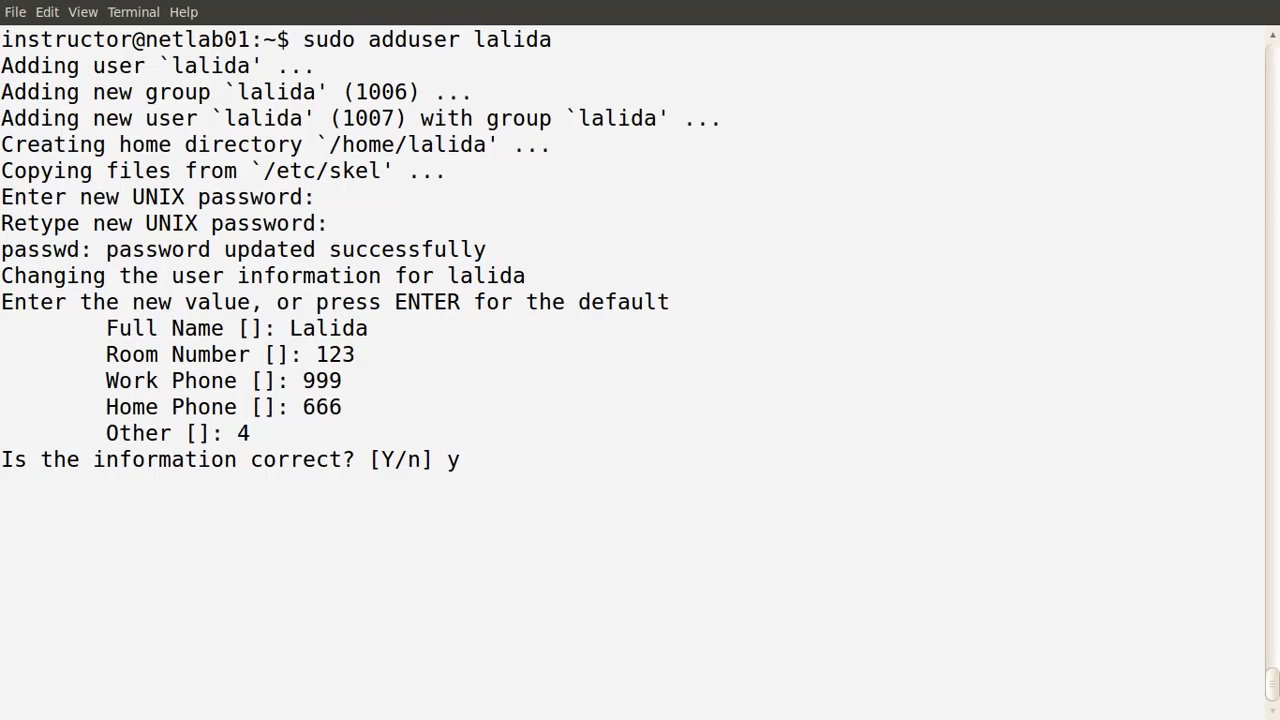 File Edit View Terminal Help
instructor@netlab01:~$ sudo adduser lalida
Adding user `lalida' ...
Adding new group `lalida' (1006) ...
Adding new user `lalida' (1007) with group `lalida' ...
Creating home directory `/home/lalida' ...
Copying files from `/etc/skel' ...
Enter new UNIX password:
Retype new UNIX password:
passwd: password updated successfully
Changing the user information for lalida
Enter the new value, or press ENTER for the default
        Full Name []: Lalida
        Room Number []: 123
        Work Phone []: 999
        Home Phone []: 666
        Other []: 4
Is the information correct? [Y/n] y